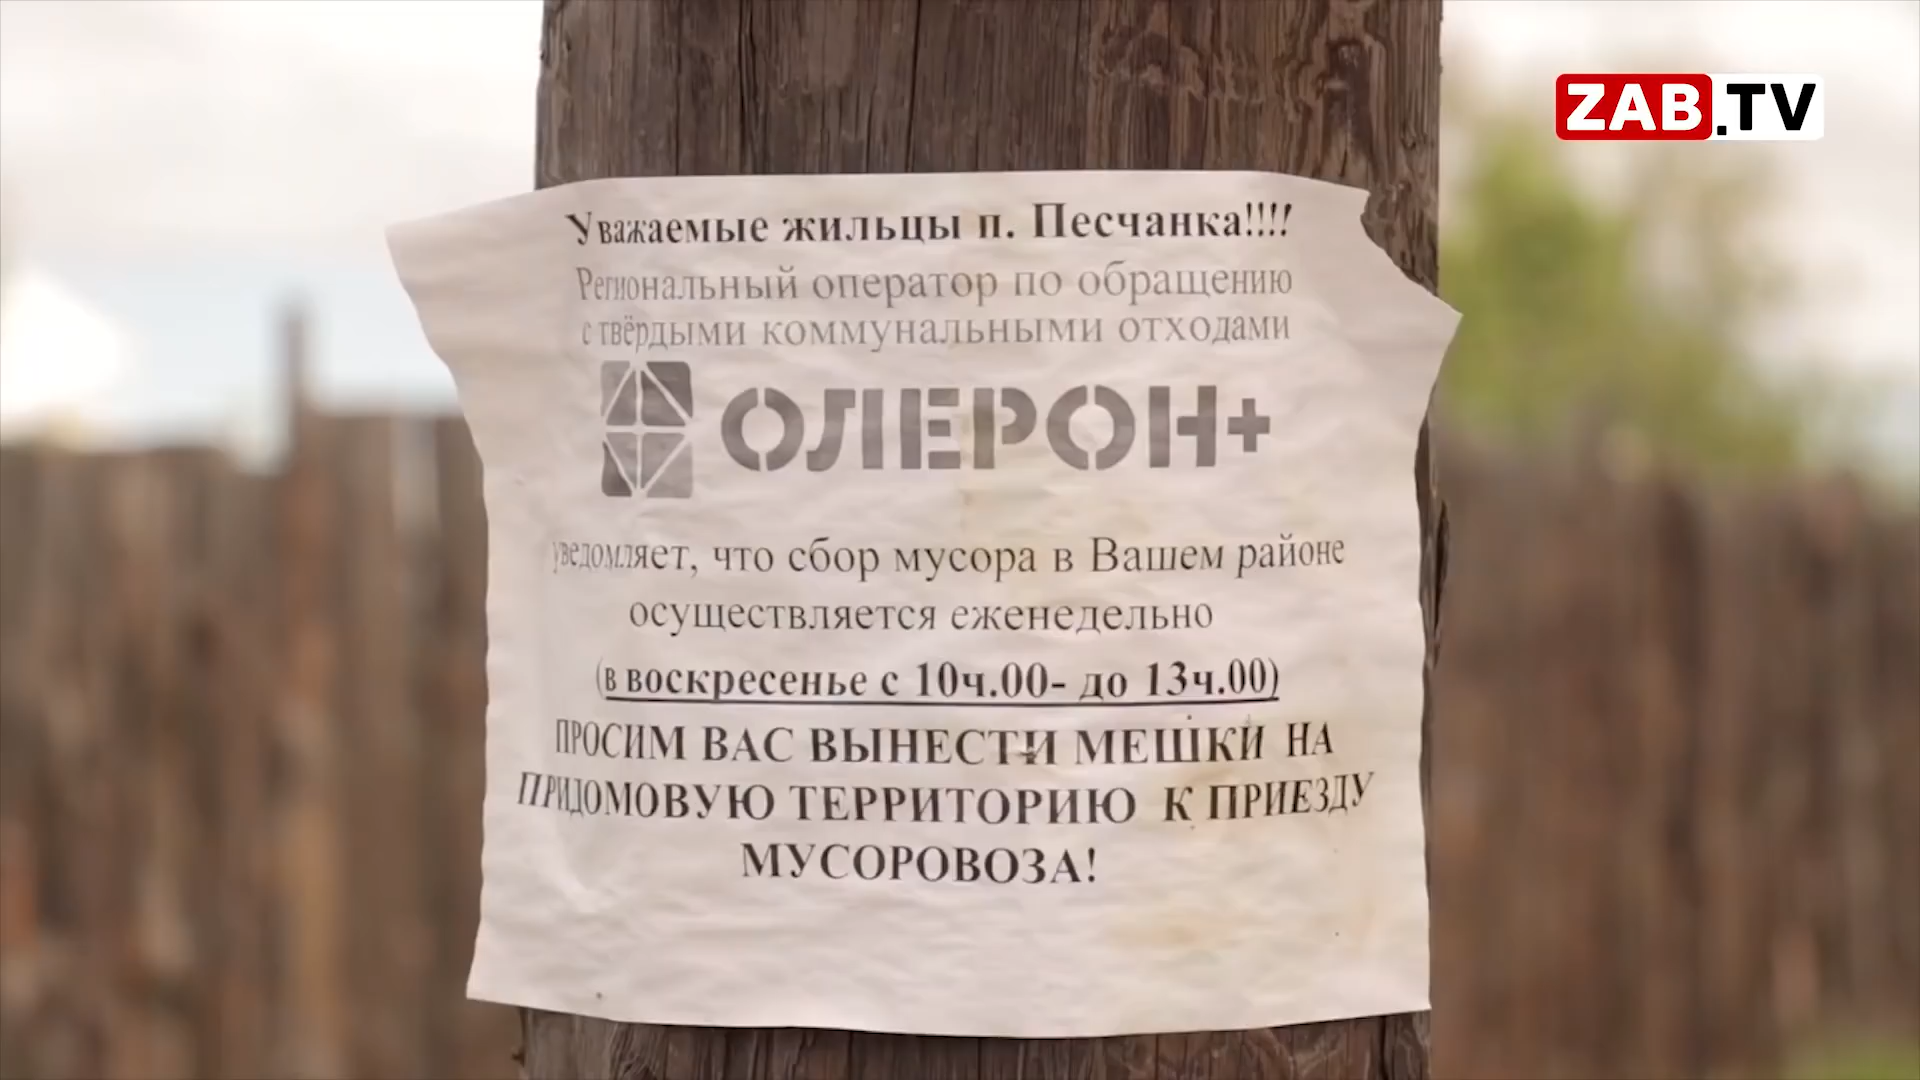 ZAB.TV
Уважаемые жильцы п. Песчанка!!!!
Региональный оператор по обращению
с твёрдыми коммунальными отходами
ОЛЕРОН+
уведомляет, что сбор мусора в Вашем районе
осуществляется еженедельно
(в воскресенье с 10ч.00- до 13ч.00)
ПРОСИМ ВАС ВЫНЕСТИ МЕШКИ НА
ПРИДОМОВУЮ ТЕРРИТОРИЮ К ПРИЕЗДУ
МУСОРОВОЗА!